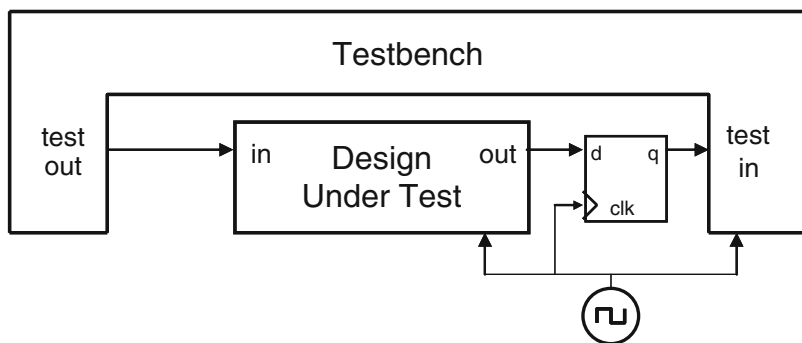 Testbench
test
out
in
Design
Under Test
out
d
q
clk
test
in